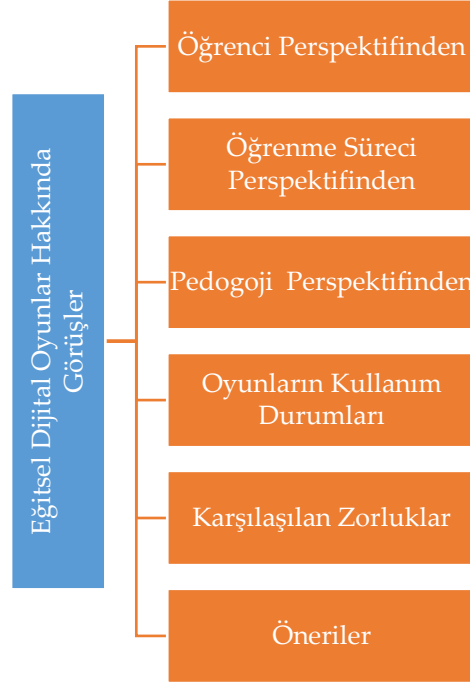 Eğitsel Dijital Oyunlar Hakkında
Görüşler
Öğrenci Perspektifinden
Öğrenme Süreci
Perspektifinden
Pedogoji Perspektifinden
Oyunların Kullanım
Durumları
Karşılaşılan Zorluklar
Öneriler